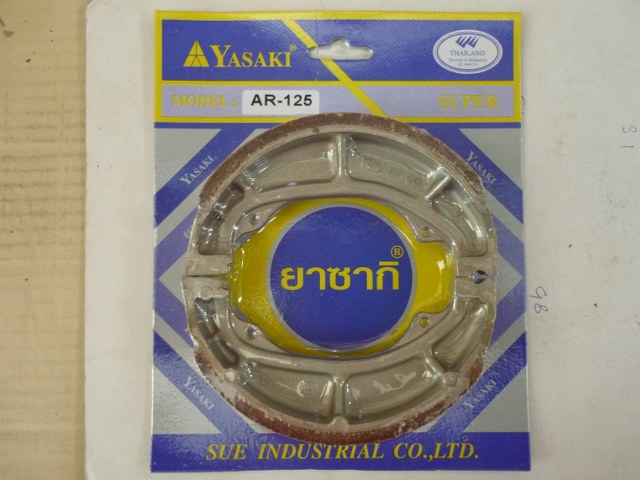 31
98
YASAKI®
MODEL: AR-125
THAILAND
SUPER
YASAKI
YASAKI
ยาซากิ®
YASAKI
YASAKI
SUE INDUSTRIAL CO.,LTD.